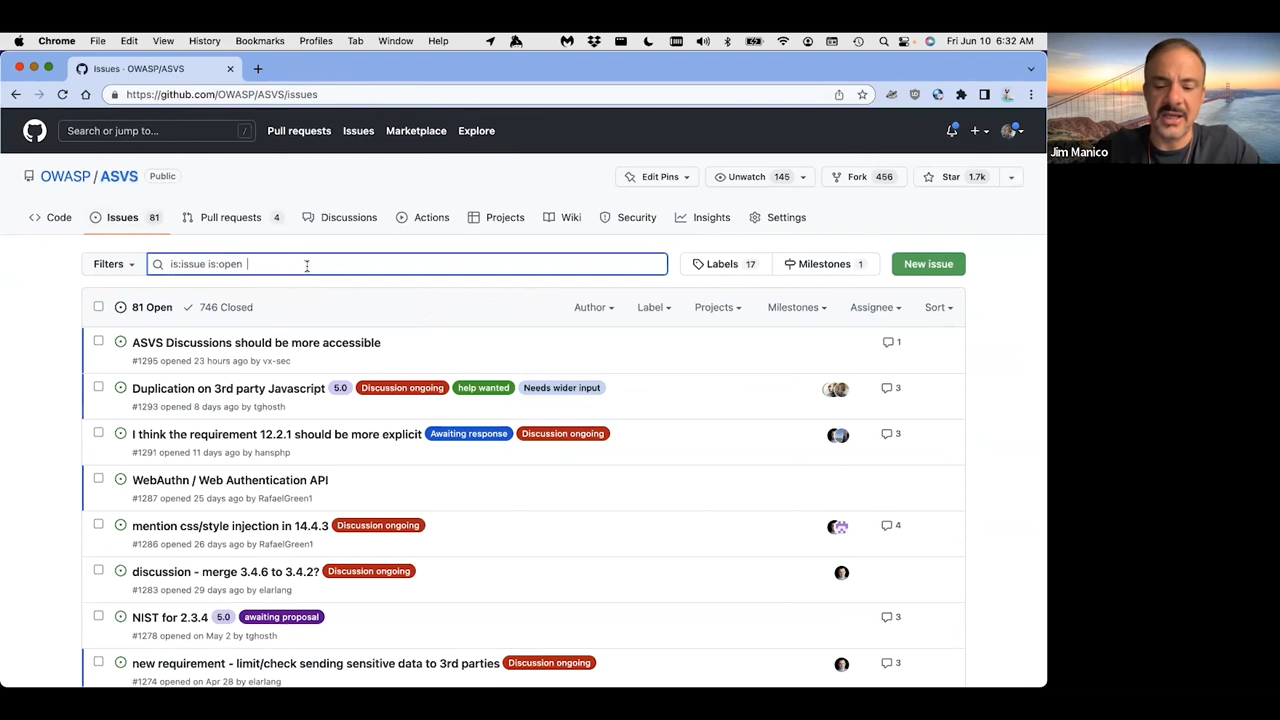 Chrome File Edit View History Bookmarks Profiles Tab Window Help Fri Jun 10 6:32 AM
Issues · OWASP/ASVS
https://github.com/OWASP/ASVS/issues
Search or jump to... / Pull requests Issues Marketplace Explore
Jim Manico
OWASP / ASVS Public Edit Pins Unwatch 145 Fork 456 Star 1.7k
Code Issues 81 Pull requests 4 Discussions Actions Projects Wiki Security Insights Settings
Filters is:issue is:open Labels 17 Milestones 1 New issue
81 Open 746 Closed Author Label Projects Milestones Assignee Sort
ASVS Discussions should be more accessible 1
#1295 opened 23 hours ago by vx-sec
Duplication on 3rd party Javascript 5.0 Discussion ongoing help wanted Needs wider input 3
#1293 opened 8 days ago by tghosth
I think the requirement 12.2.1 should be more explicit Awaiting response Discussion ongoing 3
#1291 opened 11 days ago by hansphp
WebAuthn / Web Authentication API
#1287 opened 25 days ago by RafaelGreen1
mention css/style injection in 14.4.3 Discussion ongoing 4
#1286 opened 26 days ago by RafaelGreen1
discussion - merge 3.4.6 to 3.4.2? Discussion ongoing
#1283 opened 29 days ago by elarlang
NIST for 2.3.4 5.0 awaiting proposal 3
#1278 opened on May 2 by tghosth
new requirement - limit/check sending sensitive data to 3rd parties Discussion ongoing 3
#1274 opened on Apr 28 by elarlang